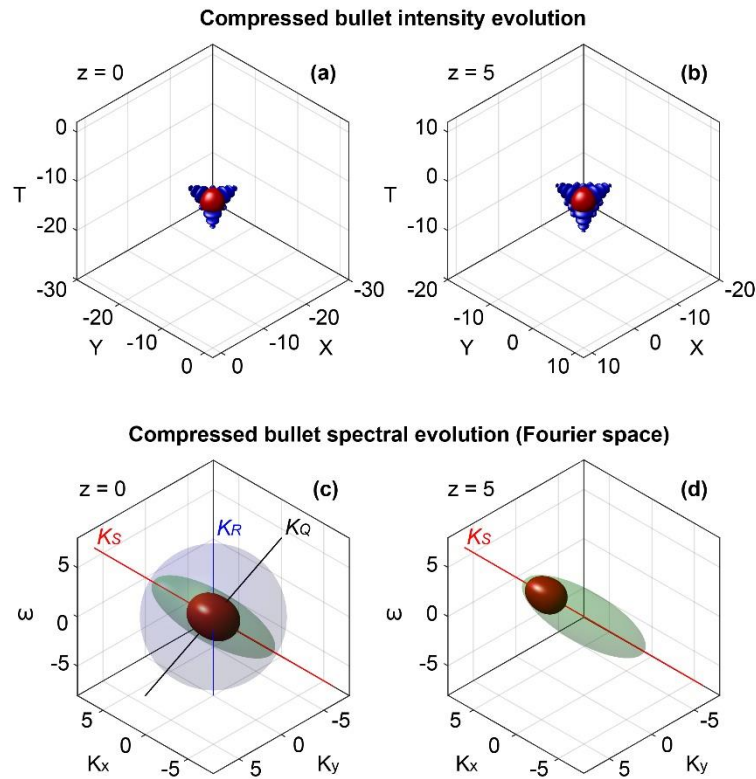 Compressed bullet intensity evolution
z = 0 (a)
z = 5 (b)
0
-10
-20
-30
T
-20
-10
0
Y
0
-10
-20
-30
X
10
0
-10
-20
T
-10
0
10
Y
10
0
-10
-20
X
Compressed bullet spectral evolution (Fourier space)
z = 0 (c)
z = 5 (d)
KS
KR
KQ
5
0
-5
ω
5
0
-5
Kx
5
0
-5
Ky
KS
5
0
-5
ω
5
0
-5
Kx
5
0
-5
Ky